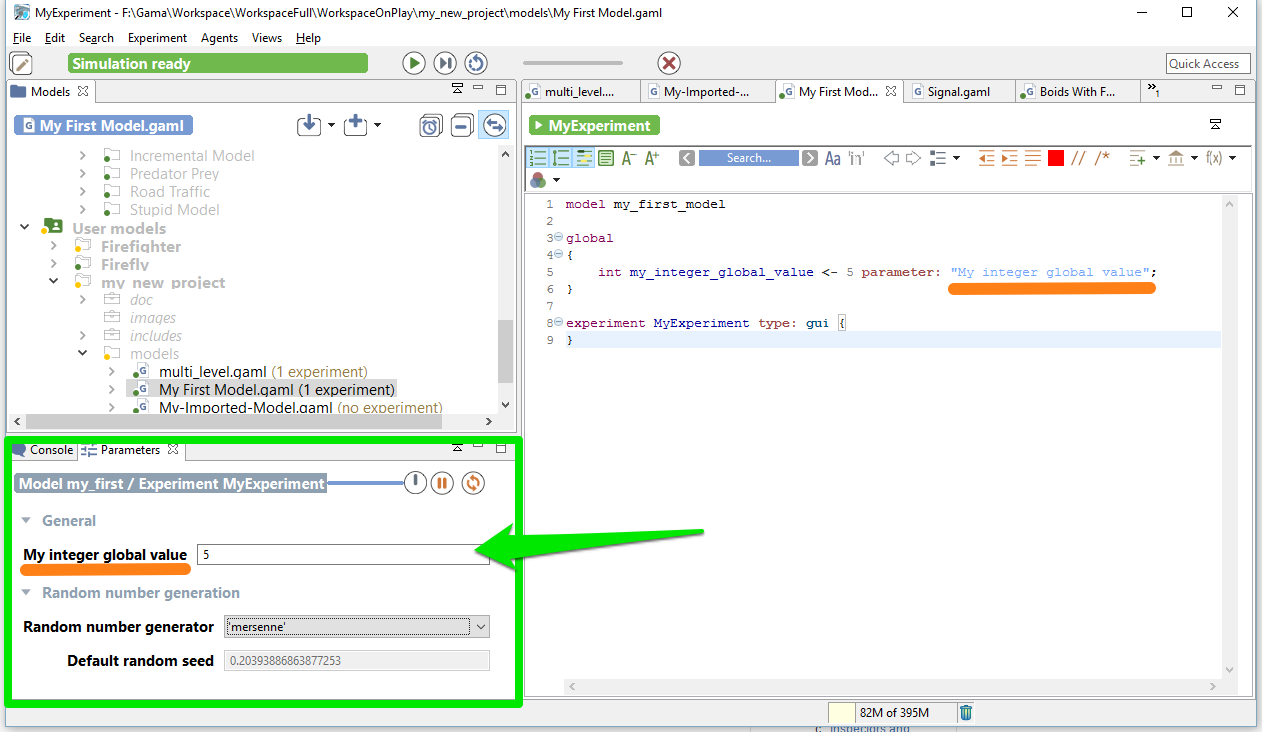 MyExperiment - F:\Gama\Workspace\WorkspaceFull\WorkspaceOnPlay\my_new_project\models\My First Model.gaml
File Edit Search Experiment Agents Views Help
Simulation ready
Quick Access
Models
My First Model.gaml
Incremental Model
Predator Prey
Road Traffic
Stupid Model
User models
Firefighter
Firefly
my_new_project
doc
images
includes
models
multi_level.gaml (1 experiment)
My First Model.gaml (1 experiment)
My-Imported-Model.gaml (no experiment)
Console Parameters
Model my_first / Experiment MyExperiment
General
My integer global value 5
Random number generation
Random number generator 'mersenne'
Default random seed 0.20393886863877253
multi_level.... My-Imported-... My First Mod... Signal.gaml Boids With F... »1
MyExperiment
A- A+ Search... Aa 'in' // /* f(x)
1 model my_first_model
2
3 global
4 {
5 int my_integer_global_value <- 5 parameter: "My integer global value";
6 }
7
8 experiment MyExperiment type: gui {
9 }
82M of 395M
inspectors and